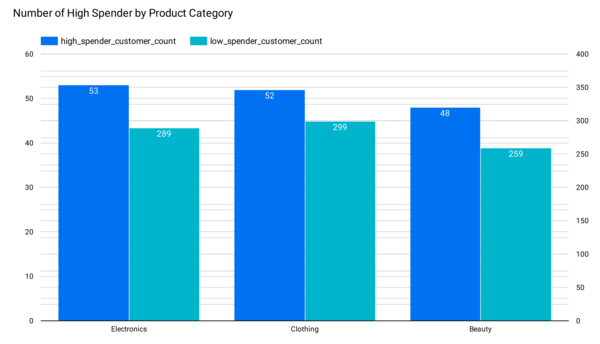 Number of High Spender by Product Category
high_spender_customer_count low_spender_customer_count
60 400
350
50 53 52 48
300
40 289 299 259
250
30 200
150
20
100
10
50
0 0
Electronics Clothing Beauty